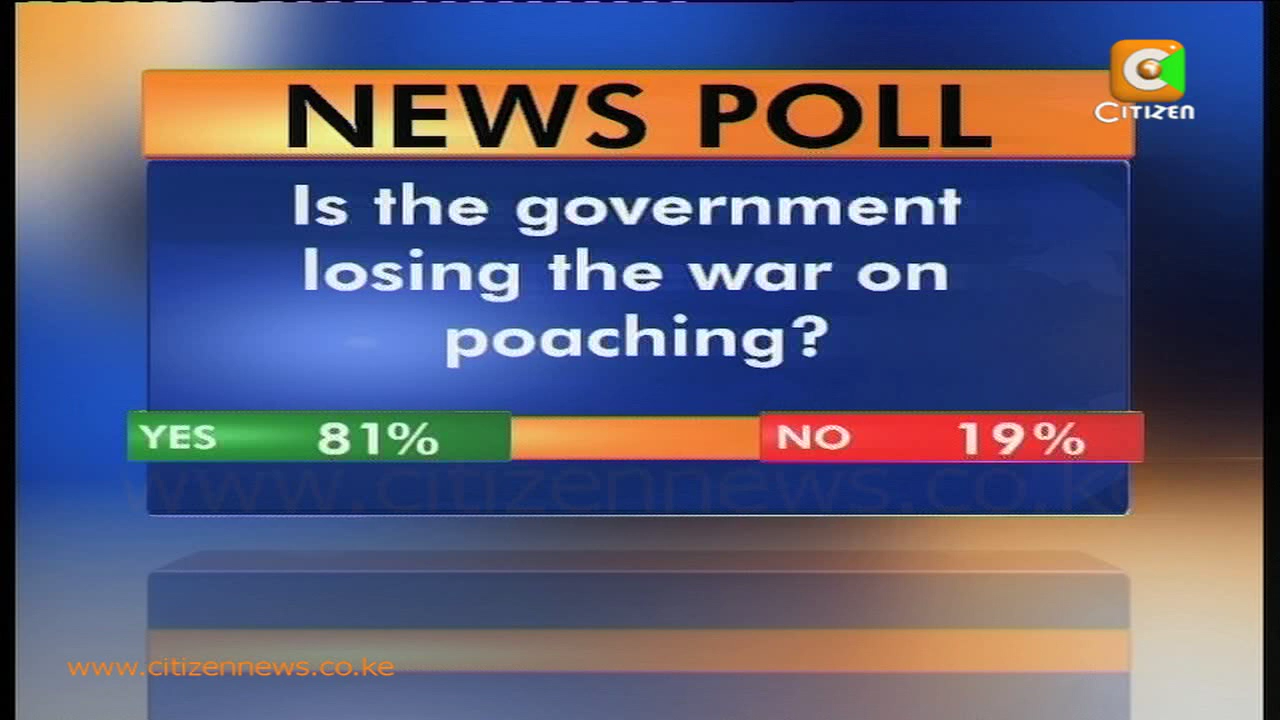 NEWS POLL
CITIZEN
Is the government
losing the war on
poaching?
YES 81% NO 19%
www.citizennews.co.ke
www.citizennews.co.ke